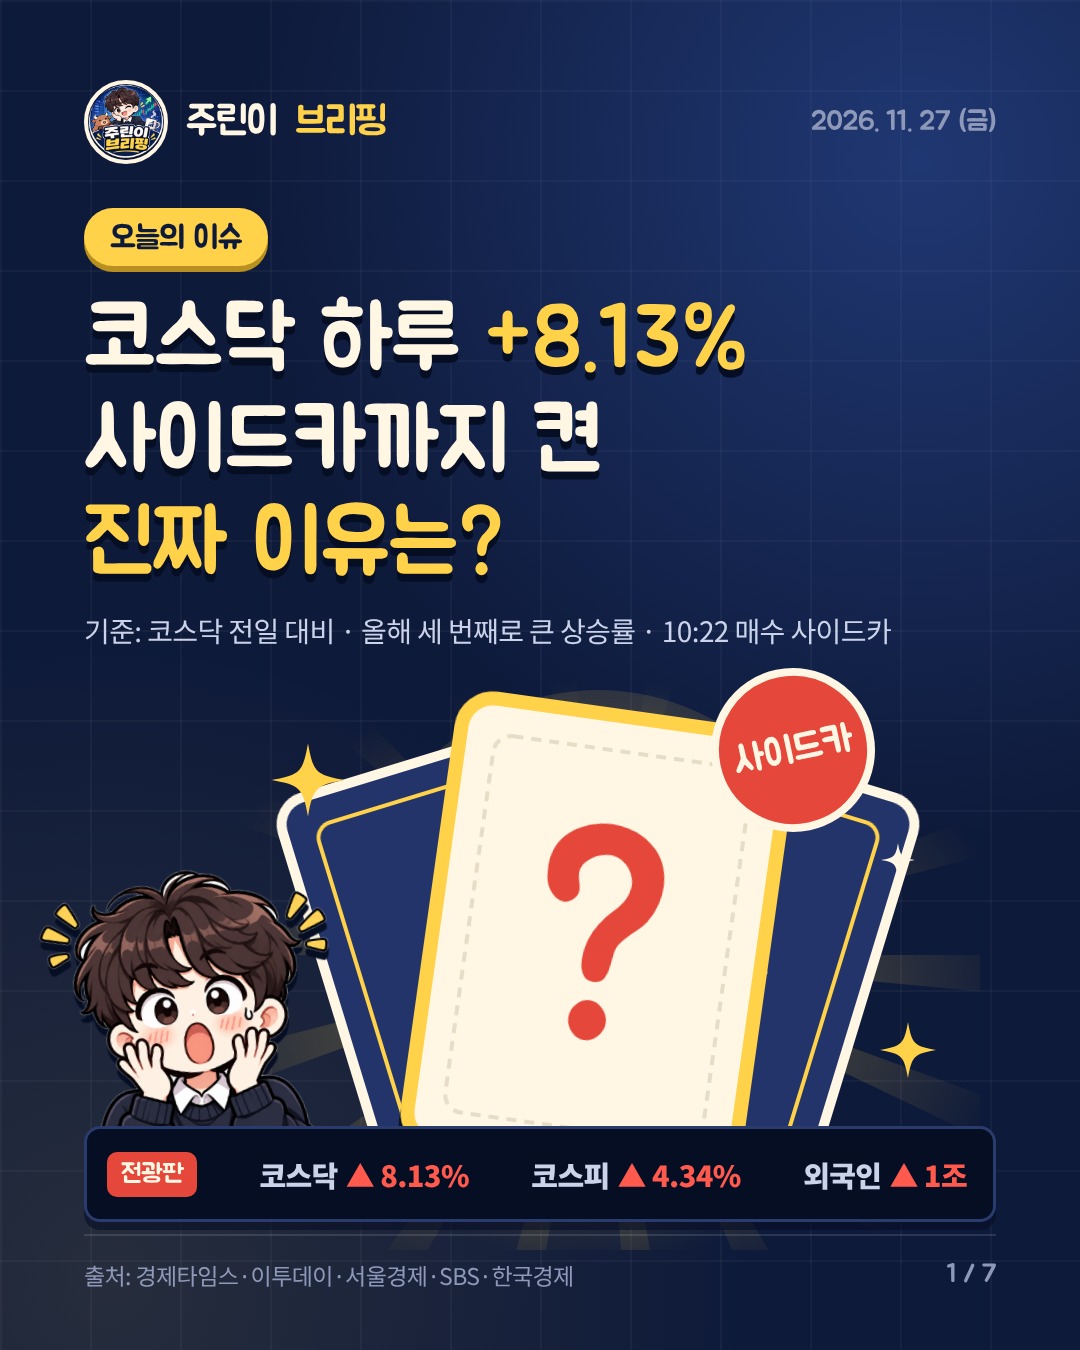 주린이 브리핑
주린이 브리핑
2026. 11. 27 (금)
오늘의 이슈
코스닥 하루 +8.13%
사이드카까지 켠
진짜 이유는?
기준: 코스닥 전일 대비 · 올해 세 번째로 큰 상승률 · 10:22 매수 사이드카
사이드카
?
전광판 코스닥 ▲ 8.13% 코스피 ▲ 4.34% 외국인 ▲ 1조
출처: 경제타임스·이투데이·서울경제·SBS·한국경제
1 / 7